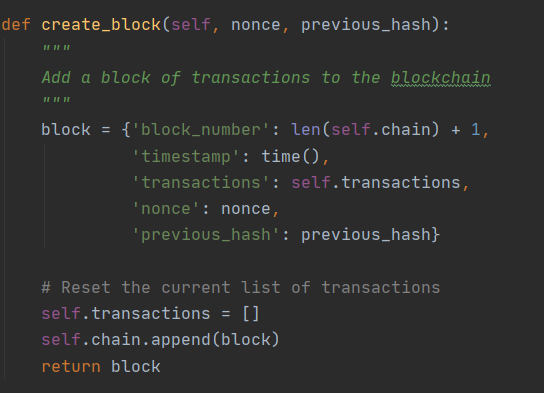 def create_block(self, nonce, previous_hash):
    """
    Add a block of transactions to the blockchain
    """
    block = {'block_number': len(self.chain) + 1,
             'timestamp': time(),
             'transactions': self.transactions,
             'nonce': nonce,
             'previous_hash': previous_hash}

    # Reset the current list of transactions
    self.transactions = []
    self.chain.append(block)
    return block